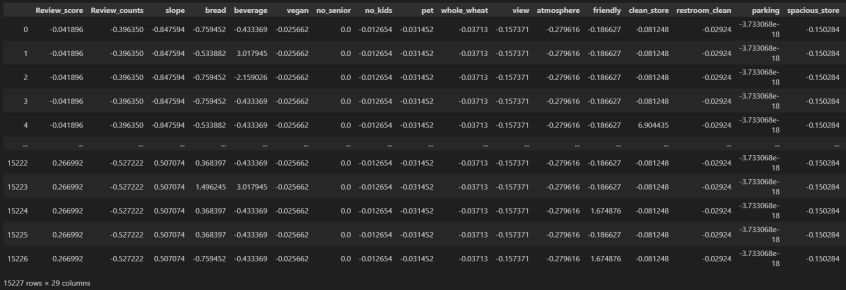 Review_score Review_counts slope bread beverage vegan no_senior no_kids pet whole_wheat view atmosphere friendly clean_store restroom_clean parking spacious_store
0 -0.041896 -0.396350 -0.847594 -0.759452 -0.433369 -0.025662 0.0 -0.012654 -0.031452 -0.03713 -0.157371 -0.279616 -0.186627 -0.081248 -0.02924 -3.733068e-18 -0.150284
1 -0.041896 -0.396350 -0.847594 -0.533882 3.017945 -0.025662 0.0 -0.012654 -0.031452 -0.03713 -0.157371 -0.279616 -0.186627 -0.081248 -0.02924 -3.733068e-18 -0.150284
2 -0.041896 -0.396350 -0.847594 -0.759452 -2.159026 -0.025662 0.0 -0.012654 -0.031452 -0.03713 -0.157371 -0.279616 -0.186627 -0.081248 -0.02924 -3.733068e-18 -0.150284
3 -0.041896 -0.396350 -0.847594 -0.759452 -0.433369 -0.025662 0.0 -0.012654 -0.031452 -0.03713 -0.157371 -0.279616 -0.186627 -0.081248 -0.02924 -3.733068e-18 -0.150284
4 -0.041896 -0.396350 -0.847594 -0.533882 -0.433369 -0.025662 0.0 -0.012654 -0.031452 -0.03713 -0.157371 -0.279616 -0.186627 6.904435 -0.02924 -3.733068e-18 -0.150284
... ... ... ... ... ... ... ... ... ... ... ... ... ... ... ... ... ...
15222 0.266992 -0.527222 0.507074 0.368397 -0.433369 -0.025662 0.0 -0.012654 -0.031452 -0.03713 -0.157371 -0.279616 -0.186627 -0.081248 -0.02924 -3.733068e-18 -0.150284
15223 0.266992 -0.527222 0.507074 1.496245 3.017945 -0.025662 0.0 -0.012654 -0.031452 -0.03713 -0.157371 -0.279616 -0.186627 -0.081248 -0.02924 -3.733068e-18 -0.150284
15224 0.266992 -0.527222 0.507074 0.368397 -0.433369 -0.025662 0.0 -0.012654 -0.031452 -0.03713 -0.157371 -0.279616 1.674876 -0.081248 -0.02924 -3.733068e-18 -0.150284
15225 0.266992 -0.527222 0.507074 0.368397 -0.433369 -0.025662 0.0 -0.012654 -0.031452 -0.03713 -0.157371 -0.279616 -0.186627 -0.081248 -0.02924 -3.733068e-18 -0.150284
15226 0.266992 -0.527222 0.507074 -0.759452 -0.433369 -0.025662 0.0 -0.012654 -0.031452 -0.03713 -0.157371 -0.279616 1.674876 -0.081248 -0.02924 -3.733068e-18 -0.150284
15227 rows × 29 columns